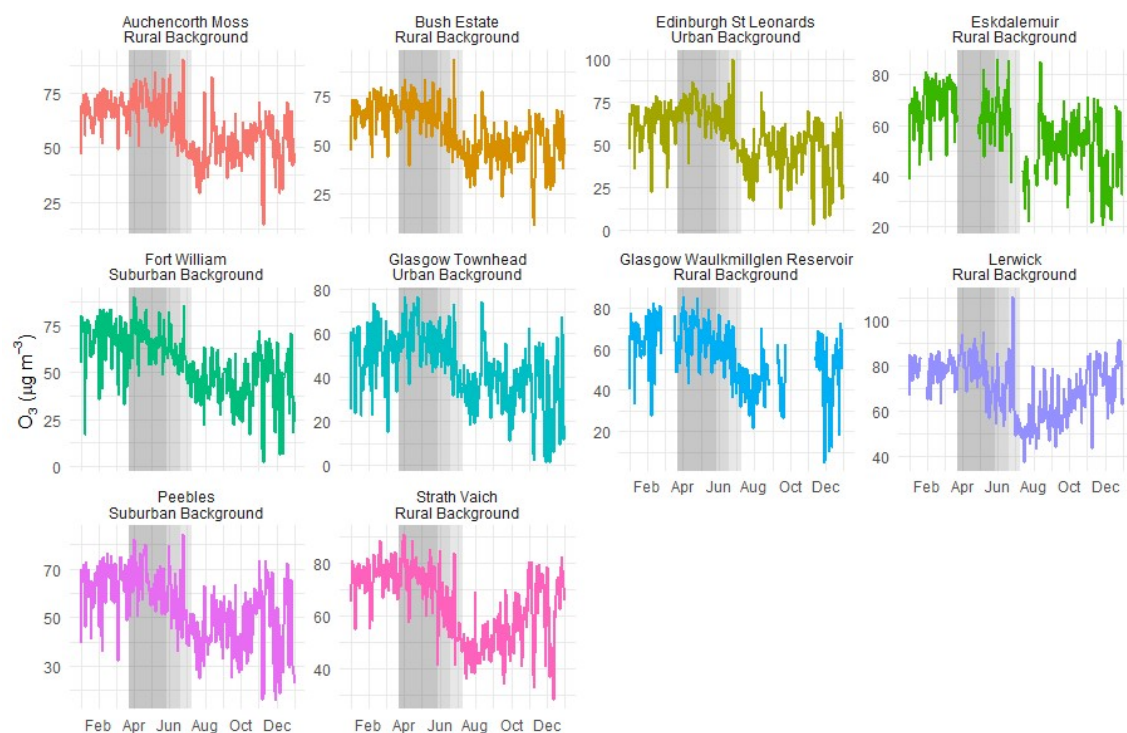 Auchencorth Moss
Rural Background
Bush Estate
Rural Background
Edinburgh St Leonards
Urban Background
Eskdalemuir
Rural Background
75
50
25
75
50
25
100
75
50
25
0
80
60
40
20
Fort William
Suburban Background
Glasgow Townhead
Urban Background
Glasgow Waulkmillglen Reservoir
Rural Background
Lerwick
Rural Background
O₃ (µg m⁻³)
75
50
25
0
80
60
40
20
0
80
60
40
20
100
80
60
40
Feb Apr Jun Aug Oct Dec
Feb Apr Jun Aug Oct Dec
Peebles
Suburban Background
Strath Vaich
Rural Background
70
50
30
80
60
40
Feb Apr Jun Aug Oct Dec
Feb Apr Jun Aug Oct Dec